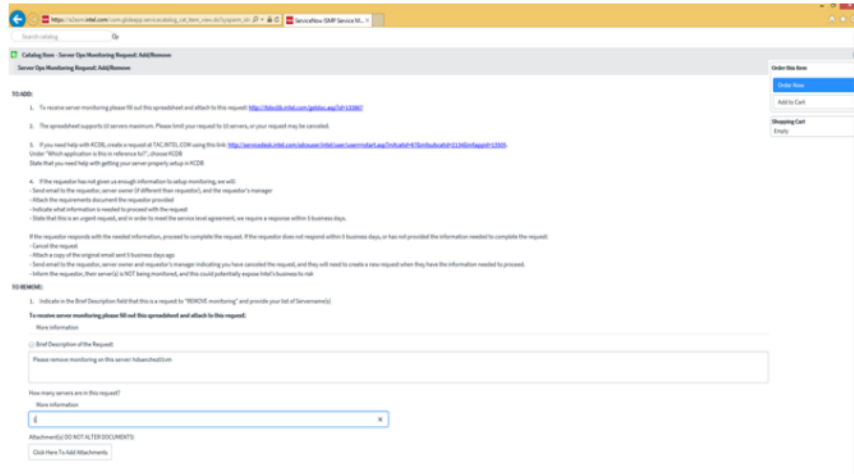 ServiceNow ISMP Service M...
Search catalog
Catalog Item - Server Ops Monitoring Request: Add/Remove
Server Ops Monitoring Request: Add/Remove
Order this Item
Order Now
Add to Cart
Shopping Cart
Empty
TO ADD:
1. To receive server monitoring please fill out this spreadsheet and attach to this request:
2. The spreadsheet supports 10 servers maximum. Please limit your request to 10 servers, or your request may be canceled.
3. If you need help with KCDB, create a request at TAC.INTEL.COM using this link:
Under "Which application is this in reference to?", choose KCDB
State that you need help with getting your server properly setup in KCDB
4. If the requestor has not given us enough information to setup monitoring, we will:
- Send email to the requestor, server owner (if different than requestor), and the requestor's manager
- Attach the requirements document the requestor provided
- Indicate what information is needed to proceed with the request
- State that this is an urgent request, and in order to meet the service level agreement, we require a response within 5 business days.
If the requestor responds with the needed information, proceed to complete the request. If the requestor does not respond within 5 business days, or has not provided the information needed to complete the request:
- Cancel the request
- Attach a copy of the original email sent 5 business days ago
- Send email to the requestor, server owner and requestor's manager indicating you have canceled the request, and they will need to create a new request when they have the information needed to proceed.
- Inform the requestor, their server(s) is NOT being monitored, and this could potentially expose Intel's business to risk
TO REMOVE:
1. Indicate in the Brief Description field that this is a request to "REMOVE monitoring" and provide your list of Servername(s)
To receive server monitoring please fill out this spreadsheet and attach to this request:
More information
Brief Description of the Request:
Please remove monitoring on this server:
How many servers are in this request?
More information
Attachment(s) DO NOT ALTER DOCUMENTS:
Click Here To Add Attachments